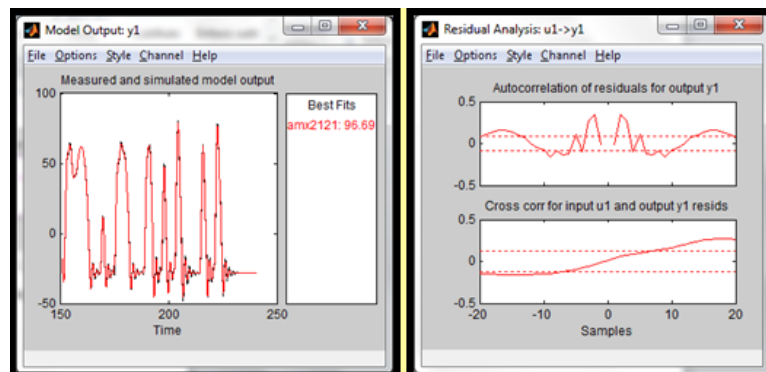 Model Output: y1
File Options Style Channel Help
Measured and simulated model output
100
50
0
-50
150
200
250
Time
Best Fits
amx2121: 96.69
Residual Analysis: u1->y1
File Options Style Channel Help
Autocorrelation of residuals for output y1
0.5
0
-0.5
Cross corr for input u1 and output y1 resids
0.5
0
-0.5
-20
-10
0
10
20
Samples